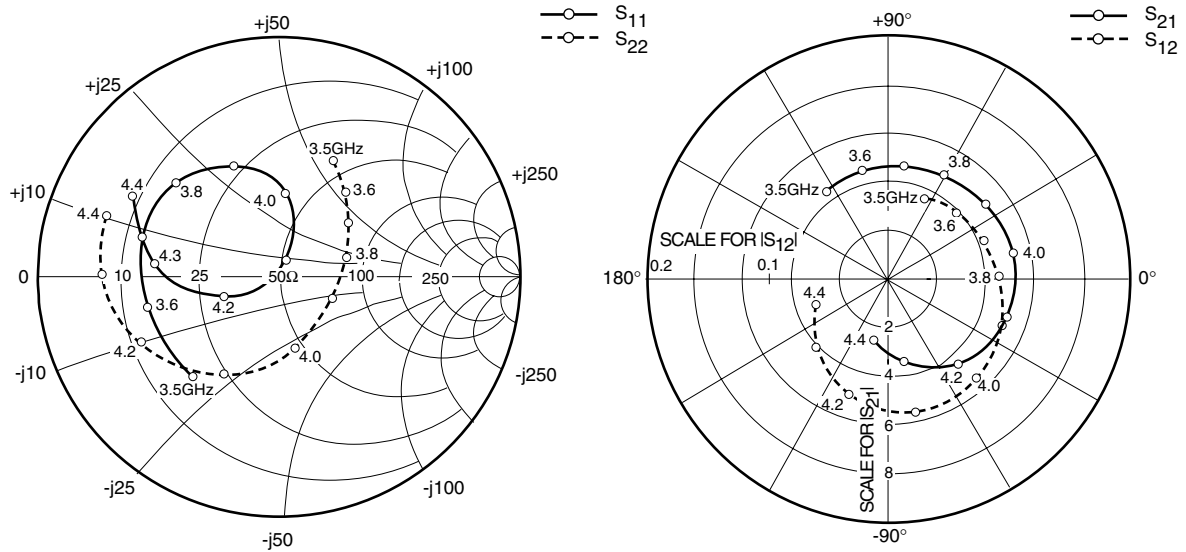 +j50
S11
S22
+j25
+j100
3.5GHz
4.4
3.8
3.6
4.0
+j10
+j250
4.4
4.3
3.8
0
10
25
50Ω
100
250
3.6
4.2
4.2
4.0
-j10
3.5GHz
-j250
-j25
-j100
-j50
+90°
S21
S12
3.6
3.8
3.5GHz
3.5GHz
3.6
SCALE FOR |S12|
4.0
180°
0.2
0.1
3.8
0°
4.4
2
4.4
4
4.2
4.0
4.2
6
SCALE FOR |S21|
8
-90°